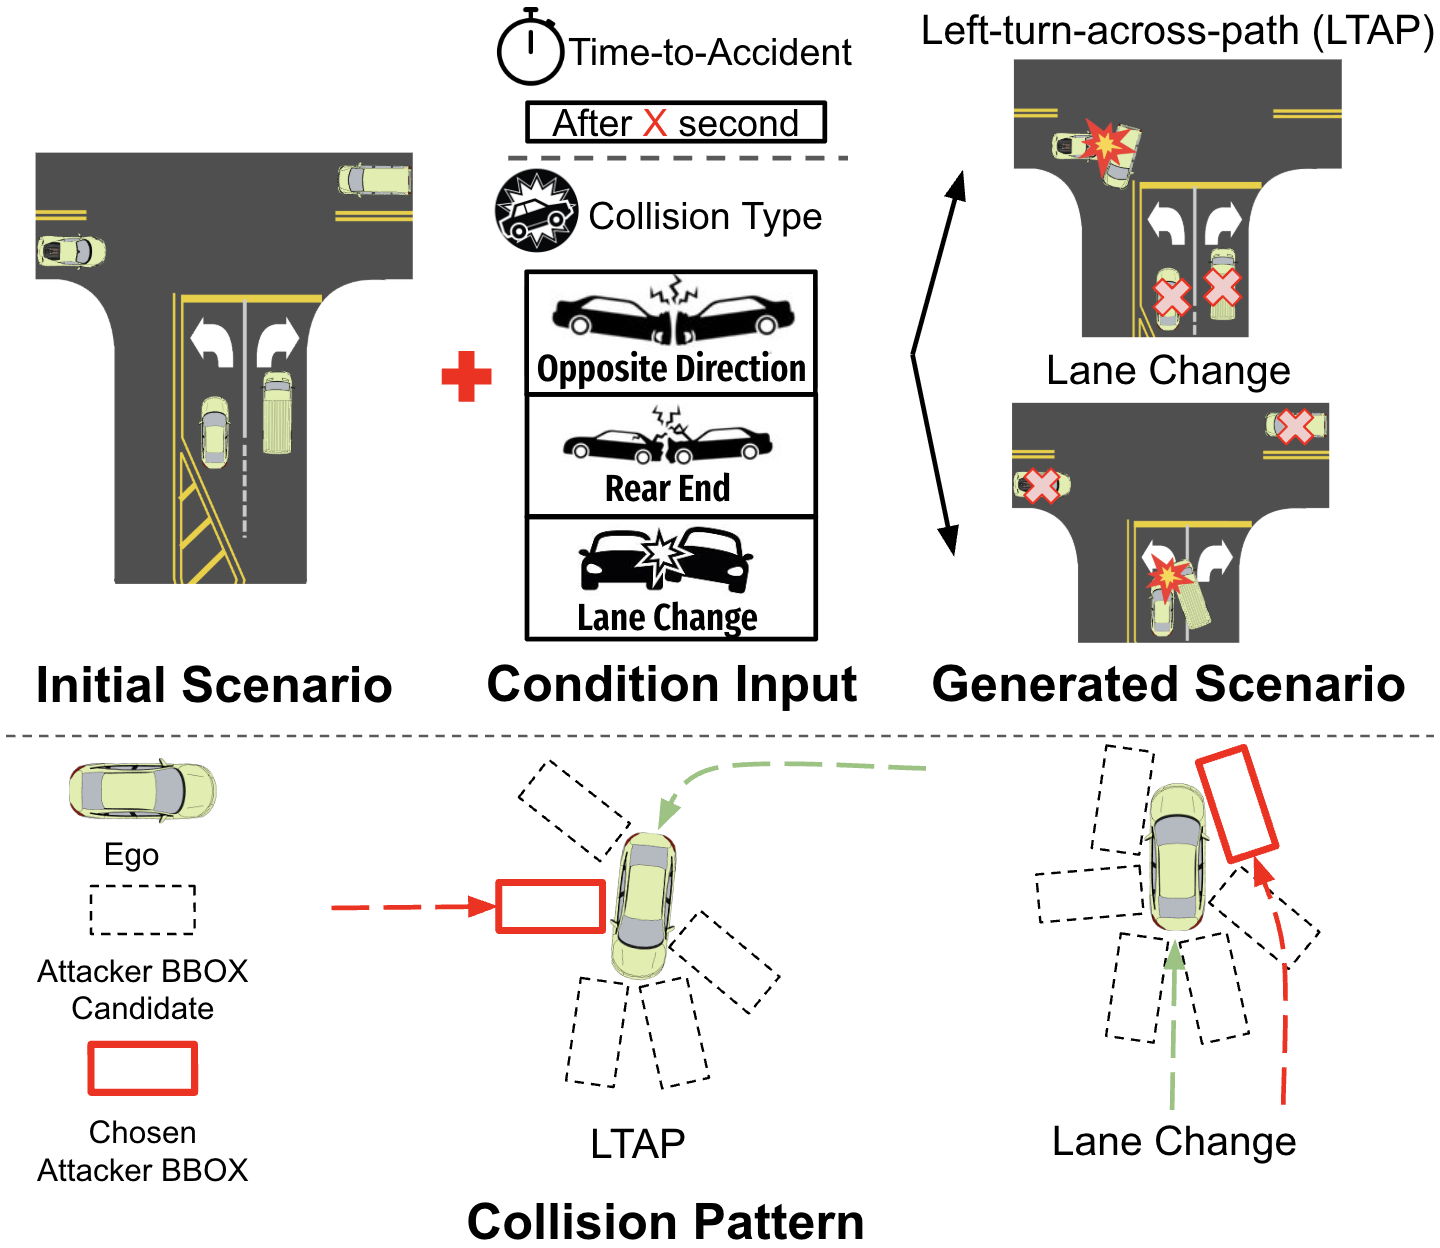 Time-to-Accident
After X second
Collision Type
Opposite Direction
Rear End
Lane Change
Left-turn-across-path (LTAP)
Lane Change
Initial Scenario
Condition Input
Generated Scenario
Ego
Attacker BBOX
Candidate
Chosen
Attacker BBOX
LTAP
Lane Change
Collision Pattern